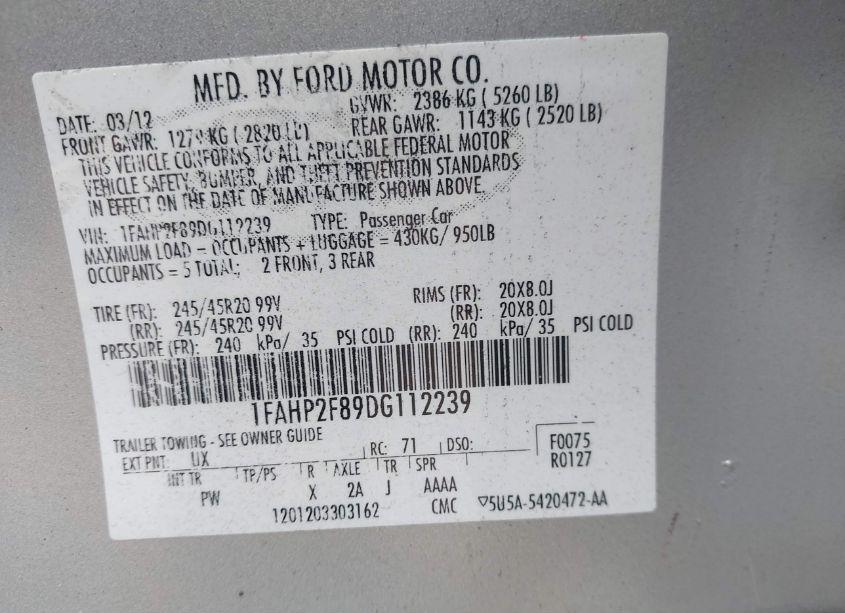 MFD. BY FORD MOTOR CO.
DATE: 03/12 GVWR: 2386 KG ( 5260 LB)
FRONT GAWR: 1279 KG ( 2820 LB) REAR GAWR: 1143 KG ( 2520 LB)
THIS VEHICLE CONFORMS TO ALL APPLICABLE FEDERAL MOTOR
VEHICLE SAFETY, BUMPER, AND THEFT PREVENTION STANDARDS
IN EFFECT ON THE DATE OF MANUFACTURE SHOWN ABOVE.
VIN: 1FAHP2F89DG112239 TYPE: Passenger Car
MAXIMUM LOAD = OCCUPANTS + LUGGAGE = 430KG/ 950LB
OCCUPANTS = 5 TOTAL; 2 FRONT, 3 REAR
TIRE (FR): 245/45R20 99V RIMS (FR): 20X8.0J
(RR): 245/45R20 99V (RR): 20X8.0J
PRESSURE (FR): 240 kPa/ 35 PSI COLD (RR): 240 kPa/ 35 PSI COLD
1FAHP2F89DG112239
TRAILER TOWING - SEE OWNER GUIDE
EXT PNT: UX RC: 71 DSO: F0075
INT TR TP/PS R AXLE TR SPR R0127
PW X 2A J AAAA
1201203303162 CMC ▽5U5A-5420472-AA